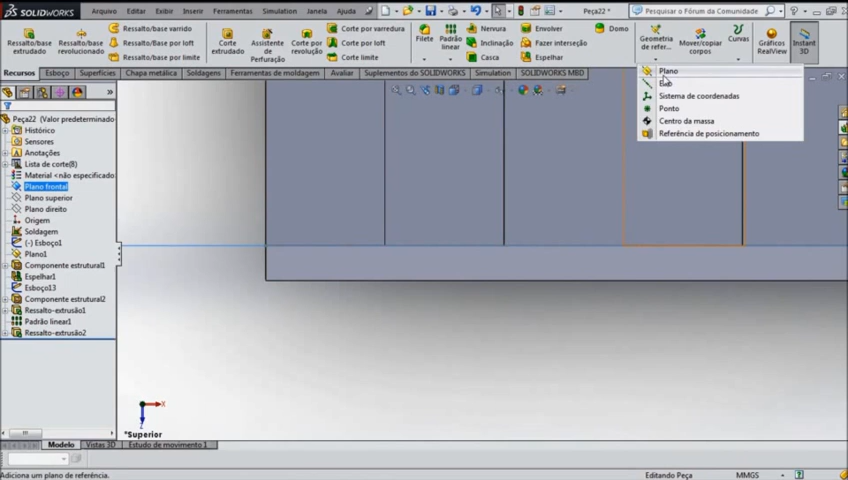 SOLIDWORKS Arquivo Editar Exibir Inserir Ferramentas Simulation Janela Ajuda Peça22 * Pesquisar o Fórum da Comunidade
Ressalto/base extrudado
Ressalto/base revolucionado
Ressalto/base varrido
Ressalto/base por loft
Ressalto/base por limite
Corte extrudado
Assistente de Perfuração
Corte por revolução
Corte por varredura
Corte por loft
Corte limite
Filete
Padrão linear
Nervura
Inclinação
Casca
Envolver
Fazer interseção
Espelhar
Domo
Geometria de refer...
Mover/copiar corpos
Curvas
Gráficos RealView
Instant 3D
Recursos Esboço Superfícies Chapa metálica Soldagens Ferramentas de moldagem Avaliar Suplementos do SOLIDWORKS Simulation SOLIDWORKS MBD
Plano
Sistema de coordenadas
Ponto
Centro da massa
Referência de posicionamento
Peça22 (Valor predeterminado
Histórico
Sensores
Anotações
Lista de corte(8)
Material <não especificado
Plano frontal
Plano superior
Plano direito
Origem
Soldagem
(-) Esboço1
Plano1
Componente estrutural1
Espelhar1
Esboço13
Componente estrutural2
Ressalto-extrusão1
Padrão linear1
Ressalto-extrusão2
X
Z
*Superior
Modelo Vistas 3D Estudo de movimento 1
Adiciona um plano de referência. Editando Peça MMGS